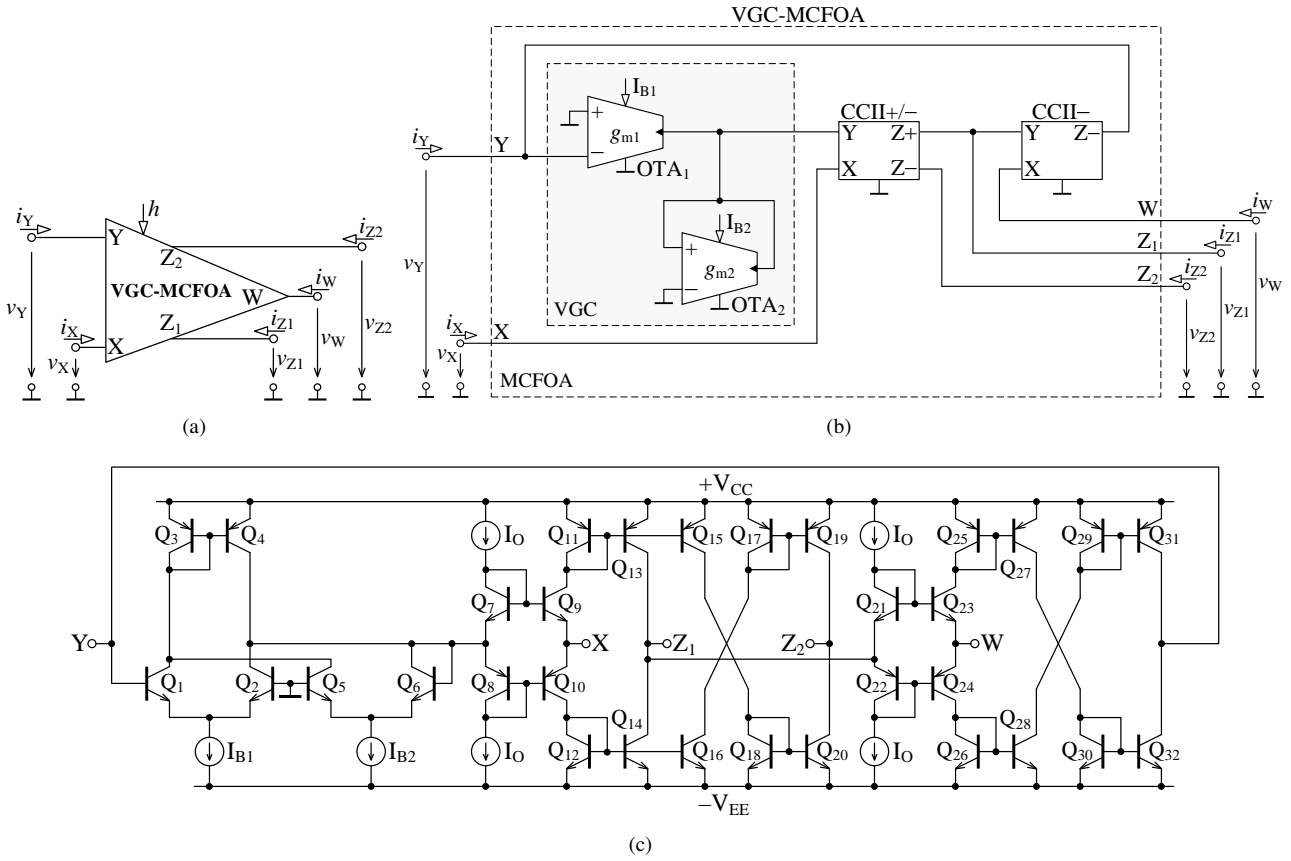 h
i_Y
Y
Z_2
i_Z2
VGC-MCFOA
W
i_W
v_Y
i_X
X
Z_1
i_Z1
v_X
v_Z1
v_W
v_Z2
(a)
VGC-MCFOA
I_B1
+
g_m1
−
OTA_1
CCII+/−
Y Z+
X Z−
CCII−
Y Z−
X
i_Y
Y
I_B2
+
g_m2
−
OTA_2
VGC
W
i_W
Z_1
i_Z1
Z_2
i_Z2
v_Y
i_X
X
v_X
v_Z2
v_Z1
v_W
MCFOA
(b)
+V_CC
Q_3 Q_4 I_O Q_11 Q_13 Q_15 Q_17 Q_19 I_O Q_25 Q_27 Q_29 Q_31
Q_7 Q_9 Q_21 Q_23
Y X Z_1 Z_2 W
Q_1 Q_2 Q_5 Q_6 Q_8 Q_10 Q_22 Q_24
I_B1 I_B2 I_O Q_12 Q_14 Q_16 Q_18 Q_20 I_O Q_26 Q_28 Q_30 Q_32
−V_EE
(c)